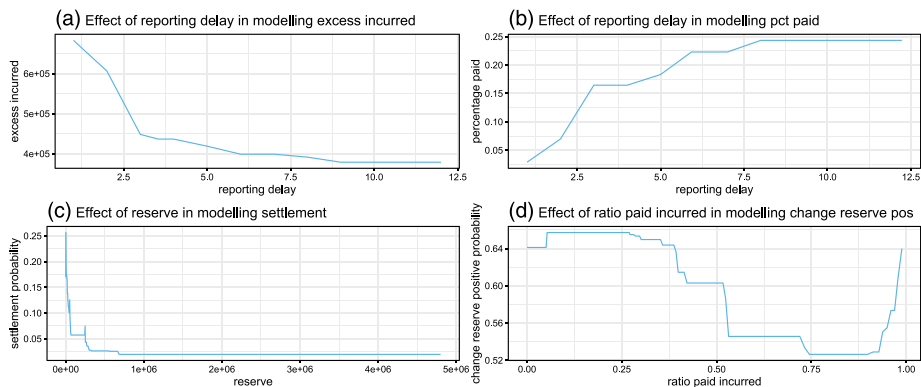 (a) Effect of reporting delay in modelling excess incurred
excess incurred
6e+05
4e+05
2.5 5.0 7.5 10.0 12.5
reporting delay
(b) Effect of reporting delay in modelling pct paid
percentage paid
0.25
0.20
0.15
0.10
0.05
2.5 5.0 7.5 10.0 12.5
reporting delay
(c) Effect of reserve in modelling settlement
settlement probability
0.25
0.20
0.15
0.10
0.05
0e+00 1e+06 2e+06 3e+06 4e+06 5e+06
reserve
(d) Effect of ratio paid incurred in modelling change reserve pos
change reserve positive probability
0.64
0.60
0.56
0.52
0.00 0.25 0.50 0.75 1.00
ratio paid incurred